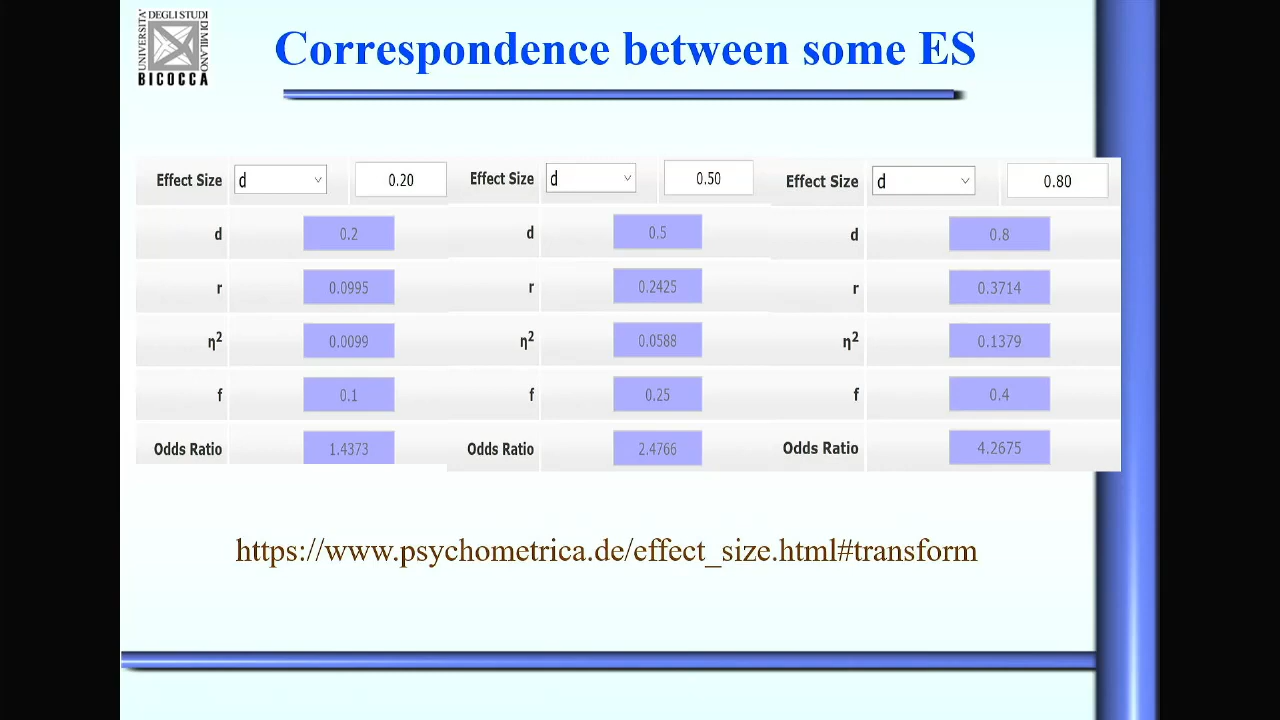 UNIVERSITA'
DEGLI STUDI
DI MILANO
BICOCCA
Correspondence between some ES
Effect Size d 0.20 Effect Size d 0.50 Effect Size d 0.80
d 0.2 d 0.5 d 0.8
r 0.0995 r 0.2425 r 0.3714
η² 0.0099 η² 0.0588 η² 0.1379
f 0.1 f 0.25 f 0.4
Odds Ratio 1.4373 Odds Ratio 2.4766 Odds Ratio 4.2675
https://www.psychometrica.de/effect_size.html#transform